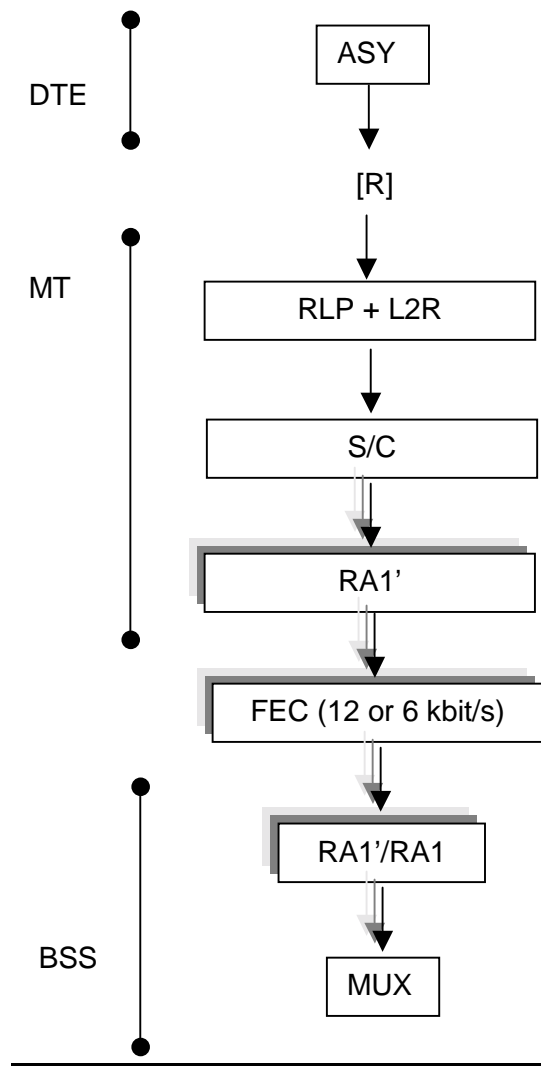 ASY
DTE
[R]
MT
RLP + L2R
S/C
RA1’
FEC (12 or 6 kbit/s)
RA1’/RA1
BSS
MUX